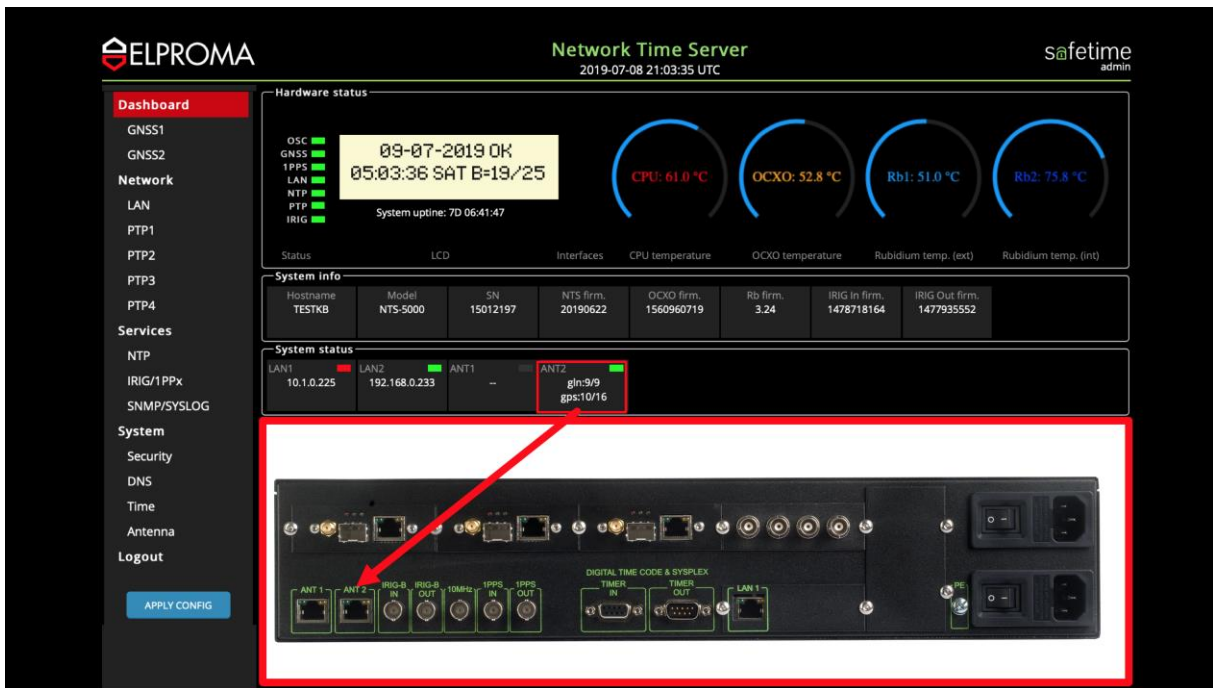 ELPROMA
Network Time Server
2019-07-08 21:03:35 UTC
safetime
admin
Dashboard
GNSS1
GNSS2
Network
LAN
PTP1
PTP2
PTP3
PTP4
Services
NTP
IRIG/1PPx
SNMP/SYSLOG
System
Security
DNS
Time
Antenna
Logout
APPLY CONFIG
Hardware status
OSC
GNSS
1PPS
LAN
NTP
PTP
IRIG
09-07-2019 OK
05:03:36 SAT B=19/25
System uptine: 7D 06:41:47
CPU: 61.0 °C
OCXO: 52.8 °C
Rb1: 51.0 °C
Rb2: 75.8 °C
Status LCD Interfaces CPU temperature OCXO temperature Rubidium temp. (ext) Rubidium temp. (int)
System info
Hostname Model SN NTS firm. OCXO firm. Rb firm. IRIG In firm. IRIG Out firm.
TESTKB NTS-5000 15012197 20190622 1560960719 3.24 1478718164 1477935552
System status
LAN1 LAN2 ANT1 ANT2
10.1.0.225 192.168.0.233 -- gln:9/9
gps:10/16
DIGITAL TIME CODE & SYSPLEX
ANT 1 ANT 2 IRIG-B IN IRIG-B OUT 10MHz 1PPS IN 1PPS OUT TIMER IN TIMER OUT LAN 1 PE